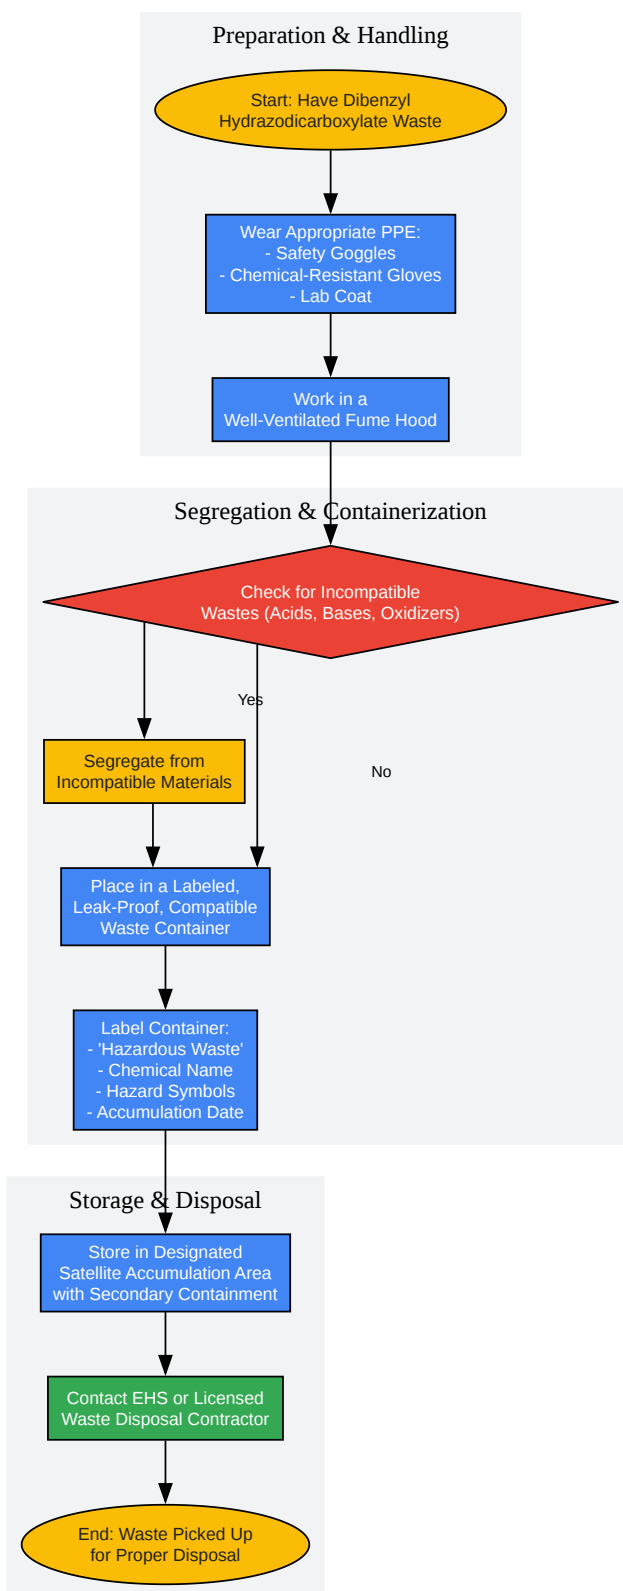 Preparation & Handling
Start: Have Dibenzyl
Hydrazodicarboxylate Waste
Wear Appropriate PPE:
- Safety Goggles
- Chemical-Resistant Gloves
- Lab Coat
Work in a
Well-Ventilated Fume Hood
Segregation & Containerization
Check for Incompatible
Wastes (Acids, Bases, Oxidizers)
Yes
No
Segregate from
Incompatible Materials
Place in a Labeled,
Leak-Proof, Compatible
Waste Container
Label Container:
- 'Hazardous Waste'
- Chemical Name
- Hazard Symbols
- Accumulation Date
Storage & Disposal
Store in Designated
Satellite Accumulation Area
with Secondary Containment
Contact EHS or Licensed
Waste Disposal Contractor
End: Waste Picked Up
for Proper Disposal